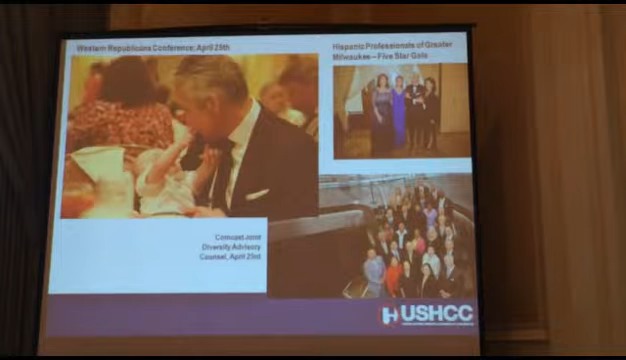 Western Republicans Conference, April 25th
Hispanic Professionals of Greater
Milwaukee – Five Star Gala
Comcast Joint
Diversity Advisory
Counsel, April 23rd
USHCC